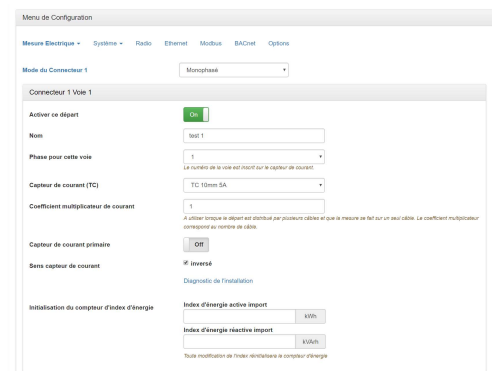 Menu de Configuration
Mesure Electrique Système Radio Ethernet Modbus BACnet Options
Mode du Connecteur 1 Monophasé
Connecteur 1 Voie 1
Activer ce départ On
Nom test 1
Phase pour cette voie 1
Le numéro de la voie est inscrit sur le capteur de courant.
Capteur de courant (TC) TC 10mm 5A
Coefficient multiplicateur de courant 1
A utiliser lorsque le départ est distribué par plusieurs câbles et que la mesure se fait sur un seul câble. Le coefficient multiplicateur
correspond au nombre de câble.
Capteur de courant primaire Off
Sens capteur de courant inversé
Diagnostic de l'installation
Initialisation du compteur d'index d'énergie
Index d'énergie active import
kWh
Index d'énergie réactive import
kVArh
Toute modification de l'index réinitialisera le compteur d'énergie